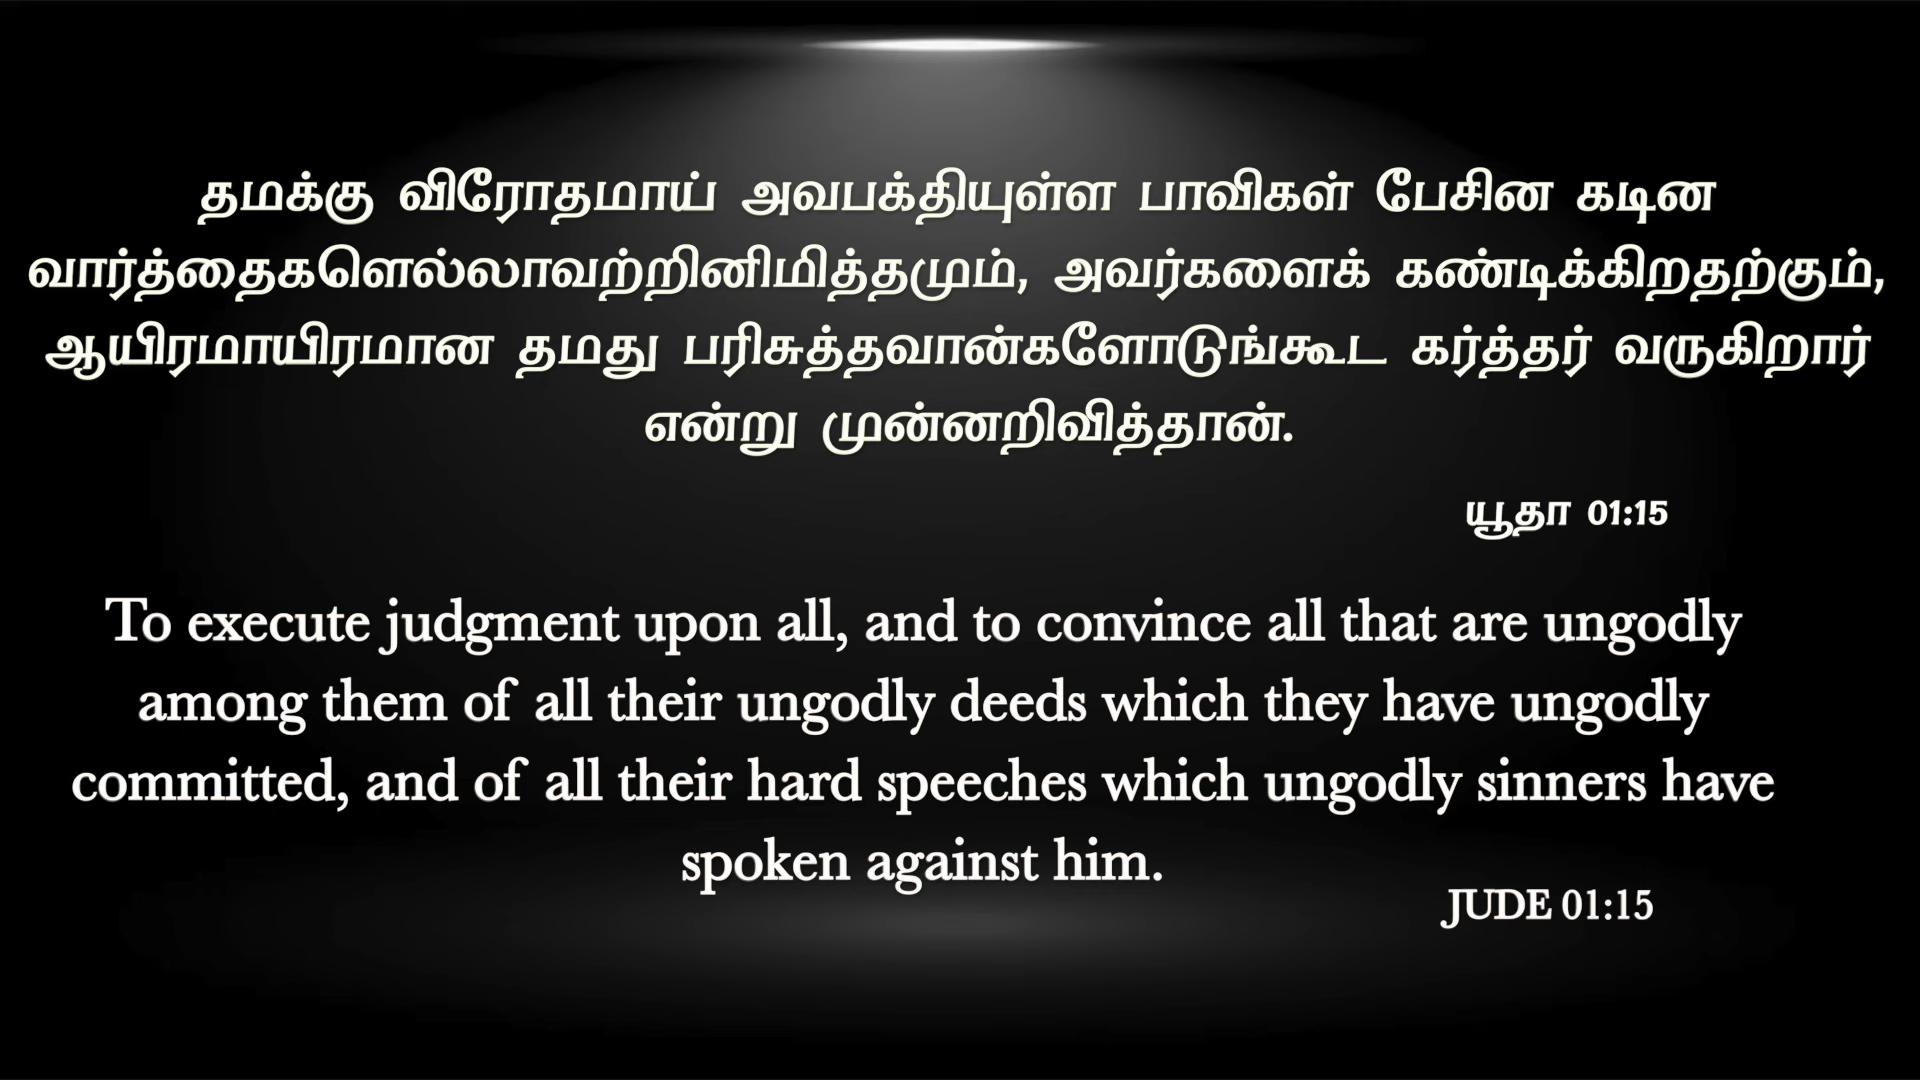 தமக்கு விரோதமாய் அவபக்தியுள்ள பாவிகள் பேசின கடின
வார்த்தைகளெல்லாவற்றினிமித்தமும், அவர்களைக் கண்டிக்கிறதற்கும்,
ஆயிரமாயிரமான தமது பரிசுத்தவான்களோடுங்கூட கர்த்தர் வருகிறார்
என்று முன்னறிவித்தான்.
யூதா 01:15
To execute judgment upon all, and to convince all that are ungodly
among them of all their ungodly deeds which they have ungodly
committed, and of all their hard speeches which ungodly sinners have
spoken against him.
JUDE 01:15